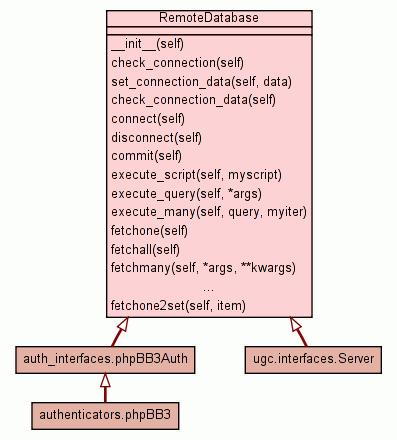 RemoteDatabase
__init__(self)
check_connection(self)
set_connection_data(self, data)
check_connection_data(self)
connect(self)
disconnect(self)
commit(self)
execute_script(self, myscript)
execute_query(self, *args)
execute_many(self, query, myiter)
fetchone(self)
fetchall(self)
fetchmany(self, *args, **kwargs)
...
fetchone2set(self, item)
auth_interfaces.phpBB3Auth
ugc.interfaces.Server
authenticators.phpBB3